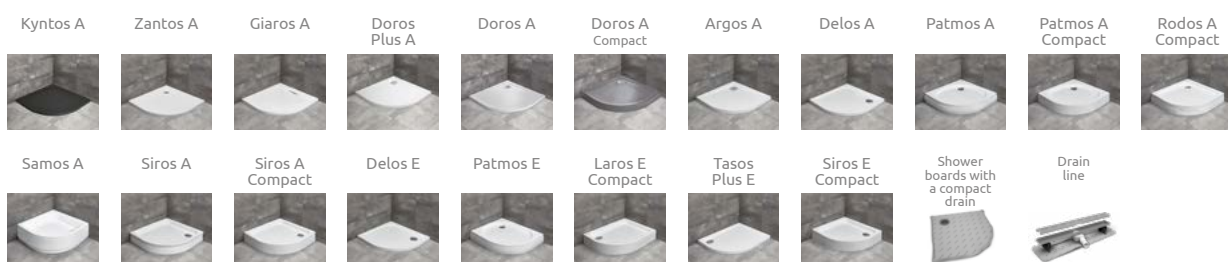 Kyntos A
Zantos A
Giaros A
Doros
Plus A
Doros A
Doros A
Compact
Argos A
Delos A
Patmos A
Patmos A
Compact
Rodos A
Compact
Samos A
Siros A
Siros A
Compact
Delos E
Patmos E
Laros E
Compact
Tasos
Plus E
Siros E
Compact
Shower
boards with
a compact
drain
Drain
line